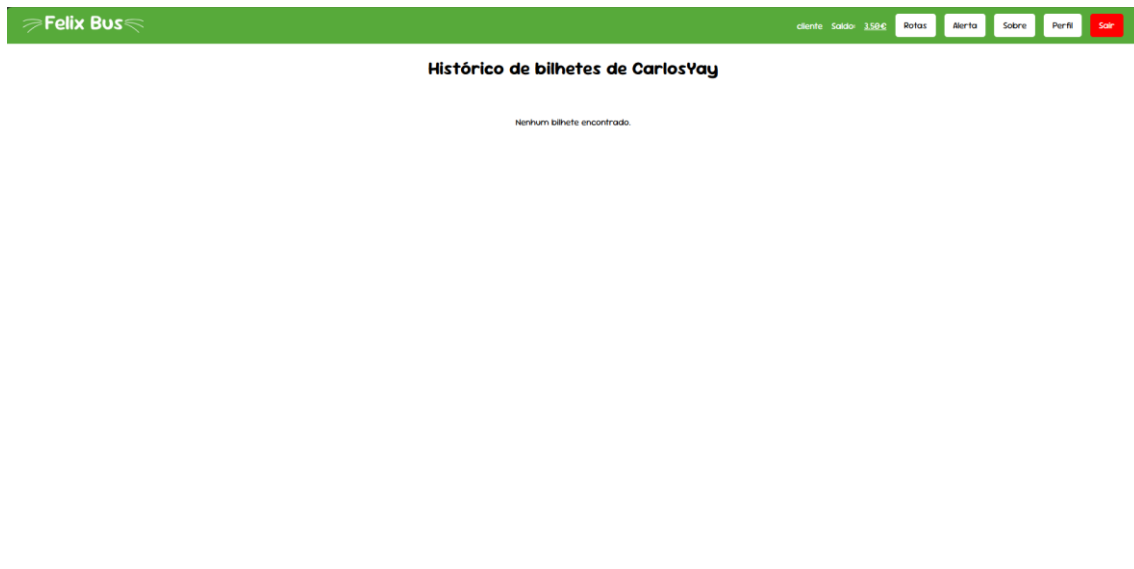 Felix Bus cliente Saldo: 3.50€ Rotas Alerta Sobre Perfil Sair
Histórico de bilhetes de CarlosYay
Nenhum bilhete encontrado.